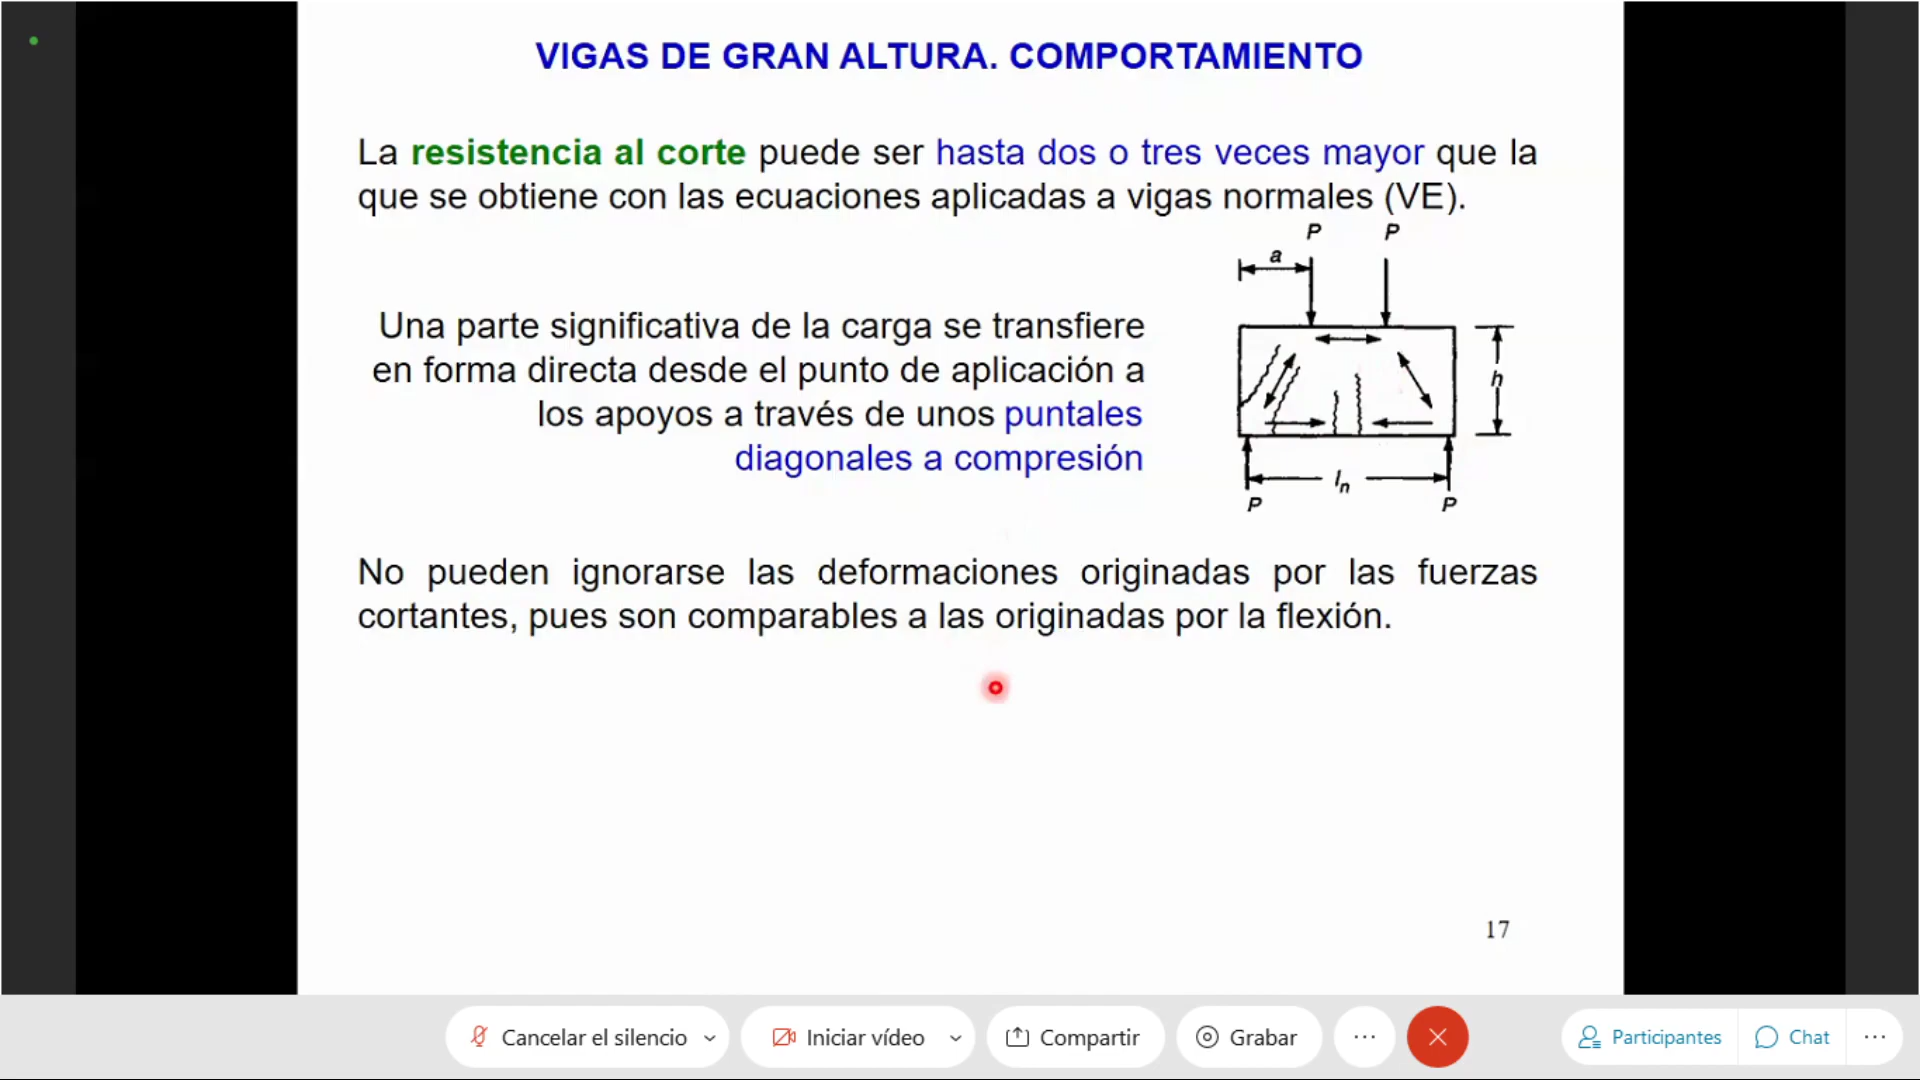 VIGAS DE GRAN ALTURA. COMPORTAMIENTO
La resistencia al corte puede ser hasta dos o tres veces mayor que la
que se obtiene con las ecuaciones aplicadas a vigas normales (VE).
P P
a
Una parte significativa de la carga se transfiere
en forma directa desde el punto de aplicación a
los apoyos a través de unos puntales
diagonales a compresión
h
ln
P P
No pueden ignorarse las deformaciones originadas por las fuerzas
cortantes, pues son comparables a las originadas por la flexión.
17
Cancelar el silencio Iniciar vídeo Compartir Grabar ... Participantes Chat ...